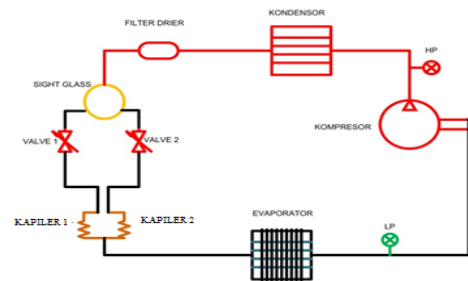 FILTER DRIER
KONDENSOR
HP
SIGHT GLASS
KOMPRESOR
VALVE 1
VALVE 2
KAPILER 1
KAPILER 2
EVAPORATOR
LP